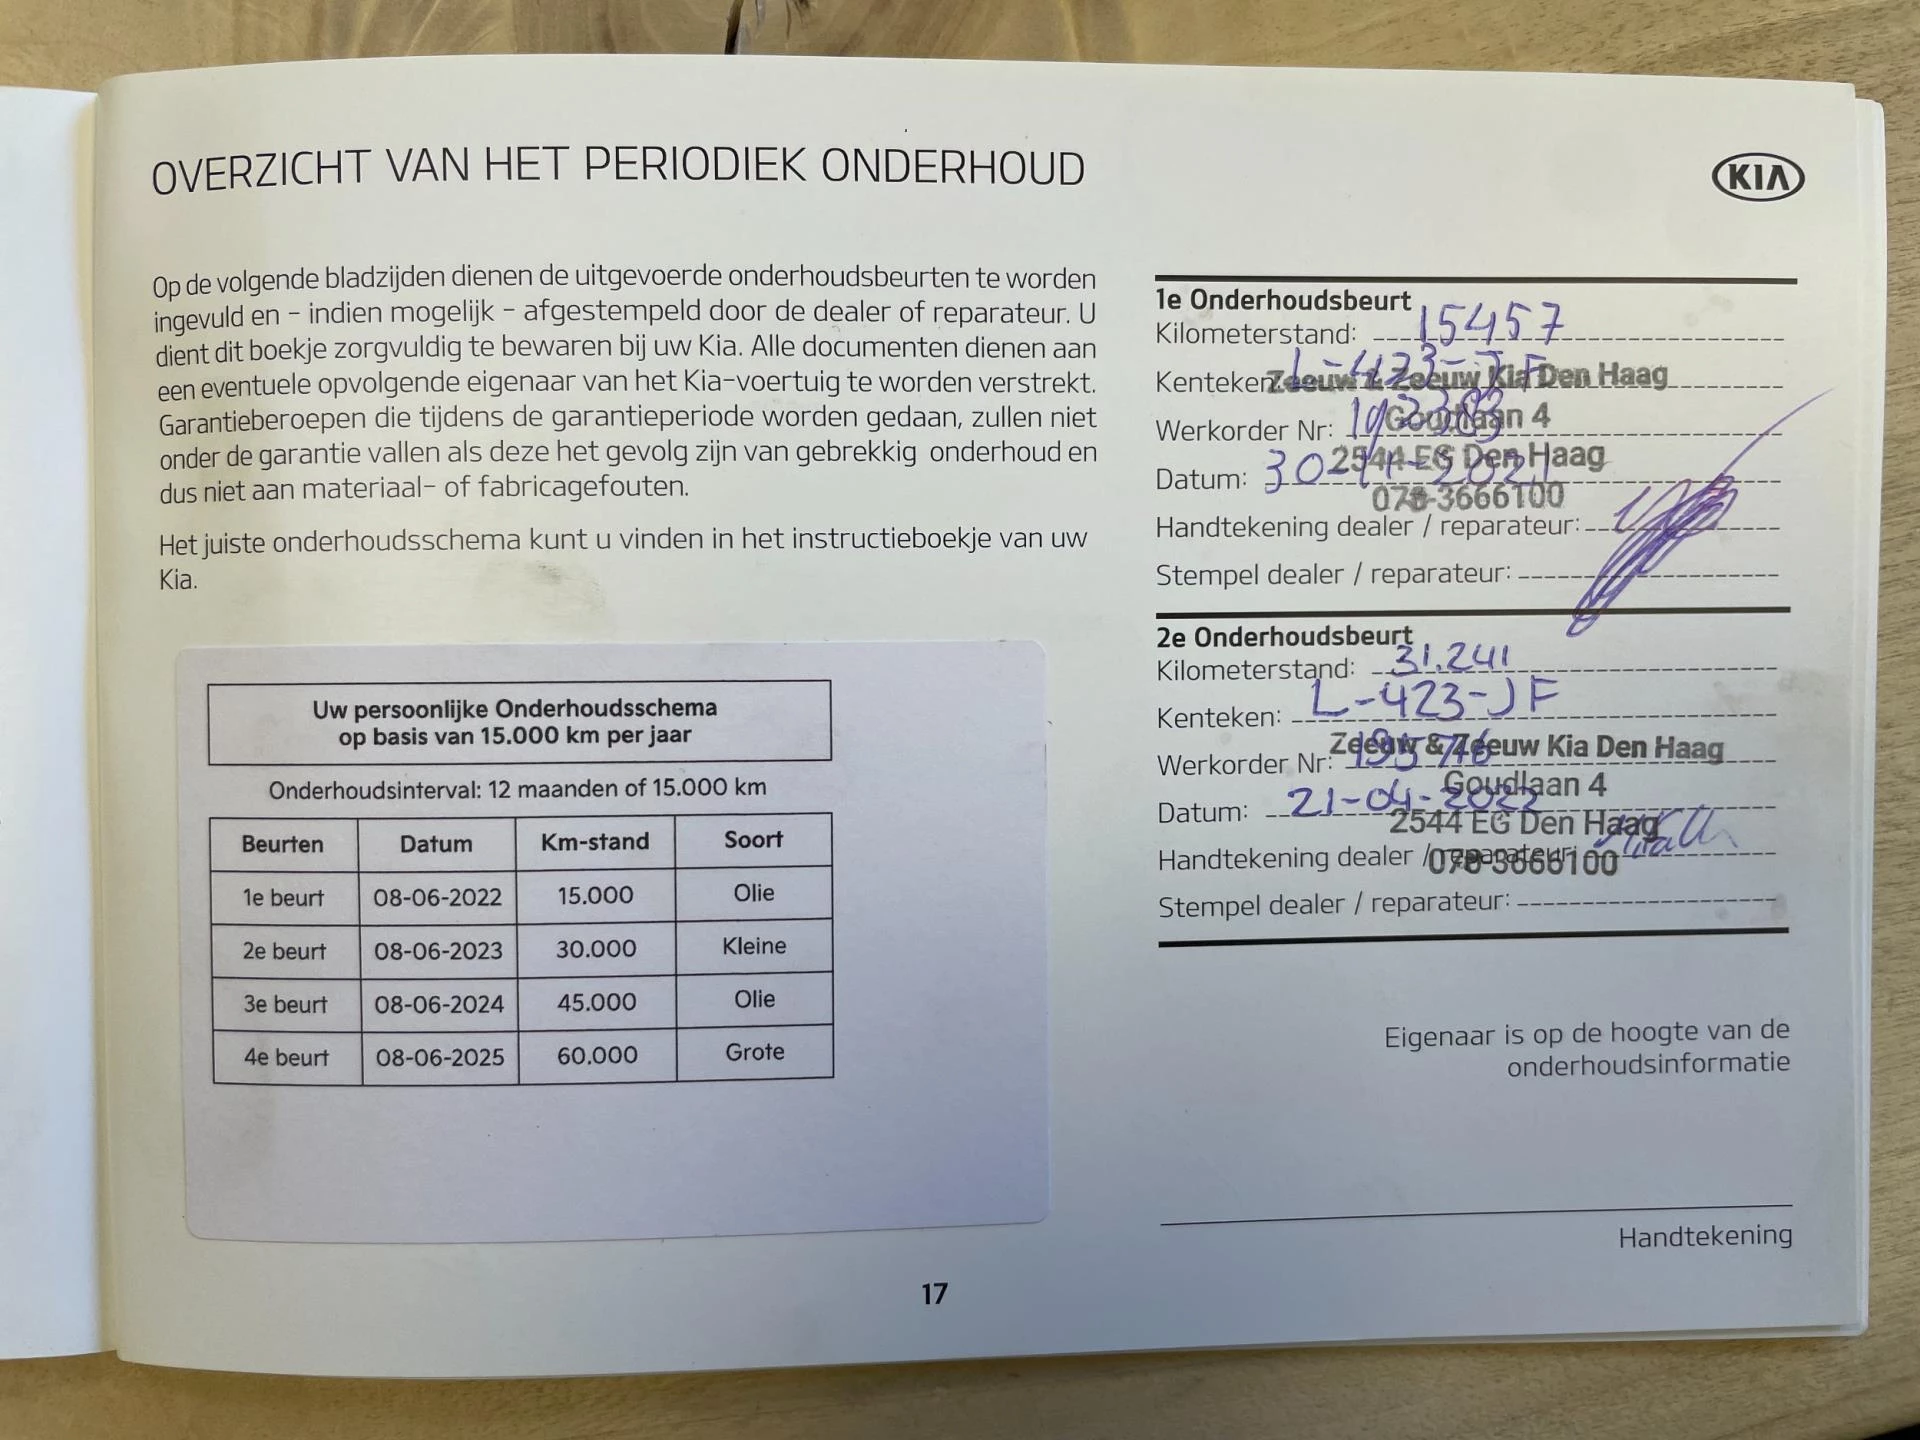 OVERZICHT VAN HET PERIODIEK ONDERHOUD
KIA
Op de volgende bladzijden dienen de uitgevoerde onderhoudsbeurten te worden
ingevuld en – indien mogelijk – afgestempeld door de dealer of reparateur. U
dient dit boekje zorgvuldig te bewaren bij uw Kia. Alle documenten dienen aan
een eventuele opvolgende eigenaar van het Kia-voertuig te worden verstrekt.
Garantieberoepen die tijdens de garantieperiode worden gedaan, zullen niet
onder de garantie vallen als deze het gevolg zijn van gebrekkig onderhoud en
dus niet aan materiaal- of fabricagefouten.
Het juiste onderhoudsschema kunt u vinden in het instructieboekje van uw
Kia.
Uw persoonlijke Onderhoudsschema
op basis van 15.000 km per jaar
Onderhoudsinterval: 12 maanden of 15.000 km
Beurten Datum Km-stand Soort
1e beurt 08-06-2022 15.000 Olie
2e beurt 08-06-2023 30.000 Kleine
3e beurt 08-06-2024 45.000 Olie
4e beurt 08-06-2025 60.000 Grote
1e Onderhoudsbeurt
Kilometerstand: 15457
Kenteken: L-423-JF
Zeeuw & Zeeuw Kia Den Haag
Werkorder Nr:
Goudlaan 4
Datum: 30-11-2021
2544 EG Den Haag
078-3666100
Handtekening dealer / reparateur:
Stempel dealer / reparateur:
2e Onderhoudsbeurt
Kilometerstand: 31.241
Kenteken: L-423-JF
Zeeuw & Zeeuw Kia Den Haag
Werkorder Nr:
Goudlaan 4
Datum: 21-04-
2544 EG Den Haag
Handtekening dealer / reparateur:
078-3666100
Stempel dealer / reparateur:
Eigenaar is op de hoogte van de
onderhoudsinformatie
Handtekening
17